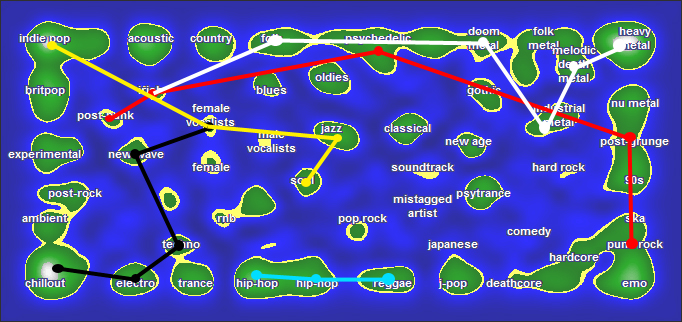 indie pop
acoustic
country
folk
psychedelic
doom
metal
folk
metal
heavy
metal
melodic
death
metal
britpop
blues
oldies
gothic
nu metal
post-punk
female
vocalists
male
vocalists
jazz
classical
new age
industrial
metal
post-grunge
experimental
new wave
female
soul
soundtrack
hard rock
90s
post-rock
psytrance
mistagged
artist
ambient
rnb
pop rock
ska
techno
japanese
comedy
punk rock
hardcore
chillout
electro
trance
hip-hop
hip-hop
reggae
j-pop
deathcore
emo